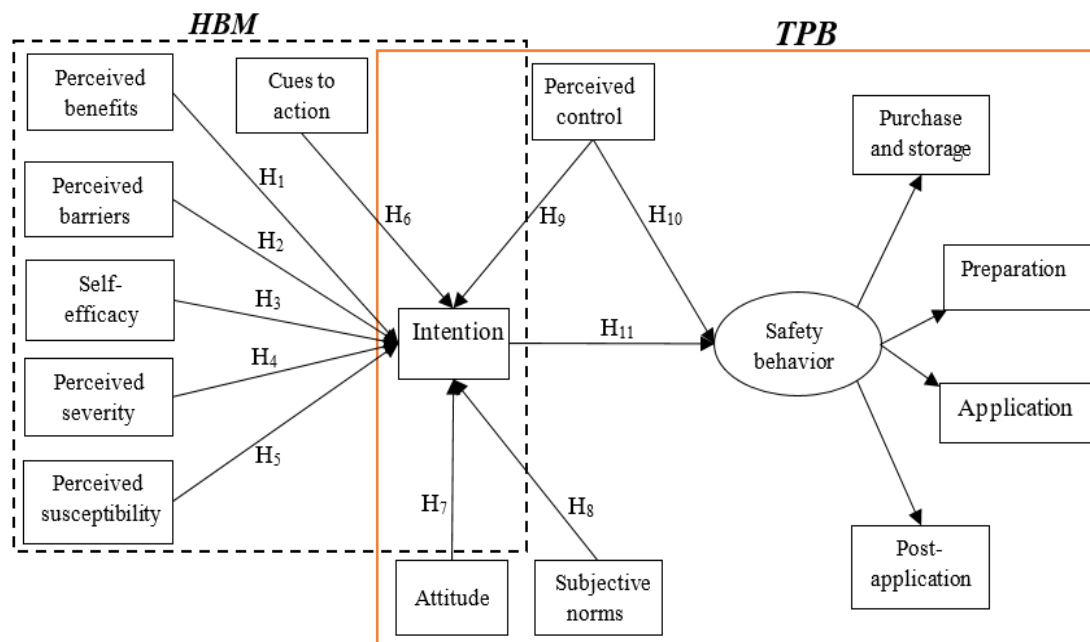 HBM
TPB
Perceived
benefits
Cues to
action
Perceived
control
Purchase
and storage
H1
Perceived
barriers
H6
H9
H10
H2
Self-
efficacy
H3
Preparation
Intention
H11
Safety
behavior
H4
Perceived
severity
Application
H5
Perceived
susceptibility
H7
H8
Post-
application
Attitude
Subjective
norms